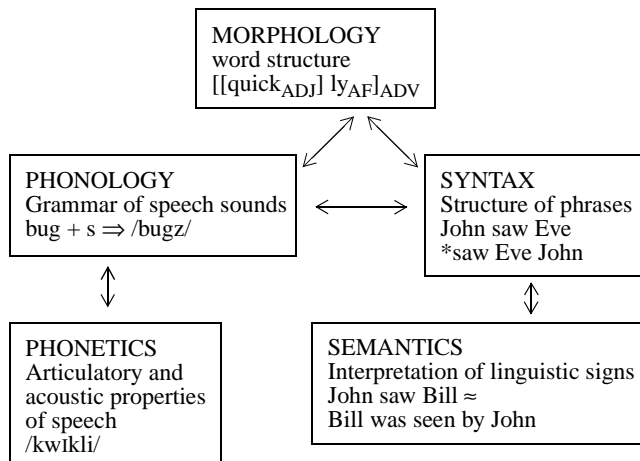 MORPHOLOGY
word structure
[[quickADJ] lyAF]ADV
PHONOLOGY
Grammar of speech sounds
bug + s ⇒ /bugz/
SYNTAX
Structure of phrases
John saw Eve
*saw Eve John
PHONETICS
Articulatory and
acoustic properties
of speech
/kwIkli/
SEMANTICS
Interpretation of linguistic signs
John saw Bill ≈
Bill was seen by John